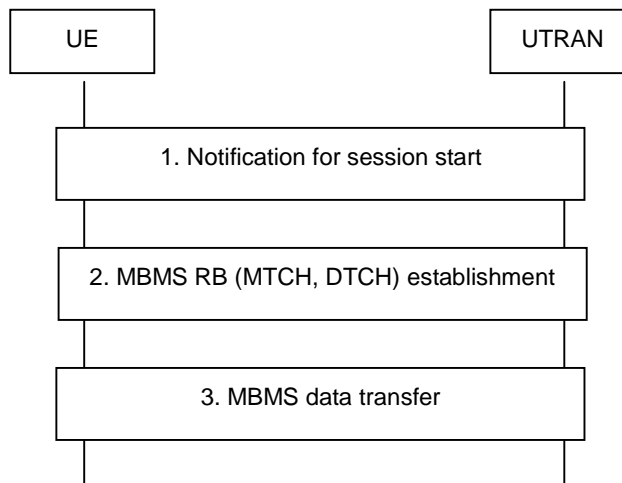 UE
UTRAN
1. Notification for session start
2. MBMS RB (MTCH, DTCH) establishment
3. MBMS data transfer